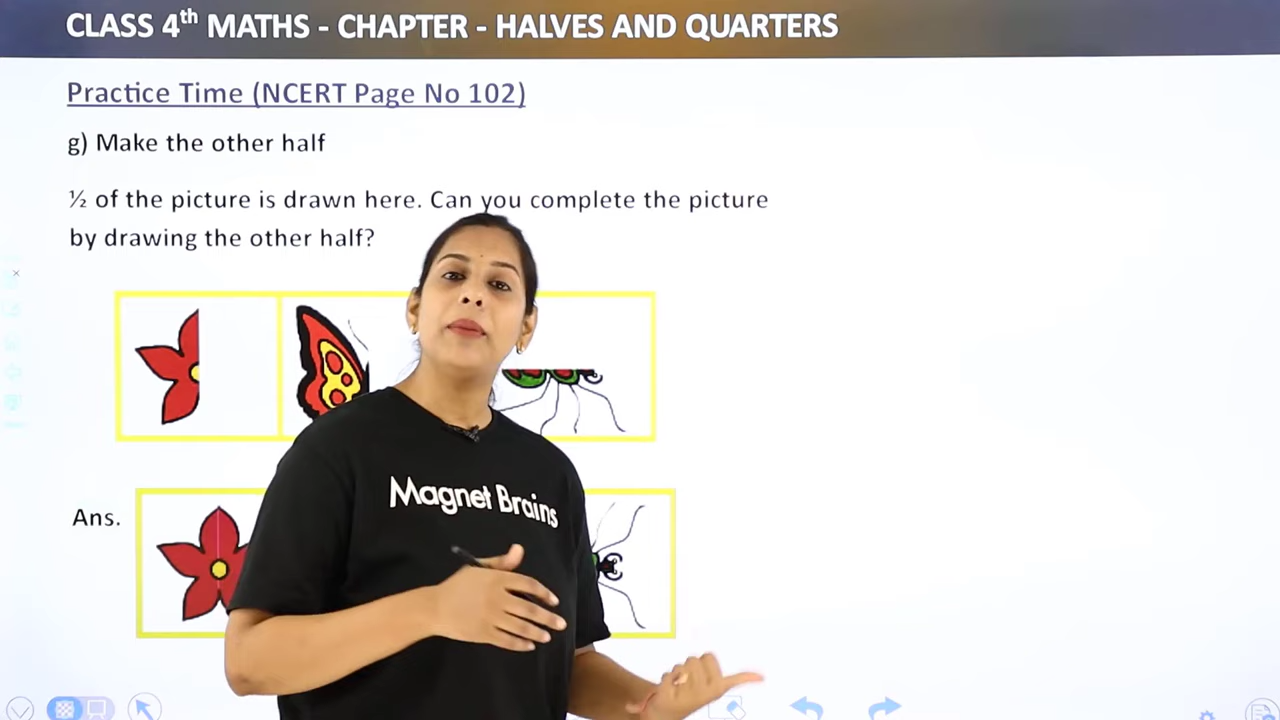 CLASS 4th MATHS - CHAPTER - HALVES AND QUARTERS
Practice Time (NCERT Page No 102)
g) Make the other half
½ of the picture is drawn here. Can you complete the picture
by drawing the other half?
Magnet Brains
Ans.